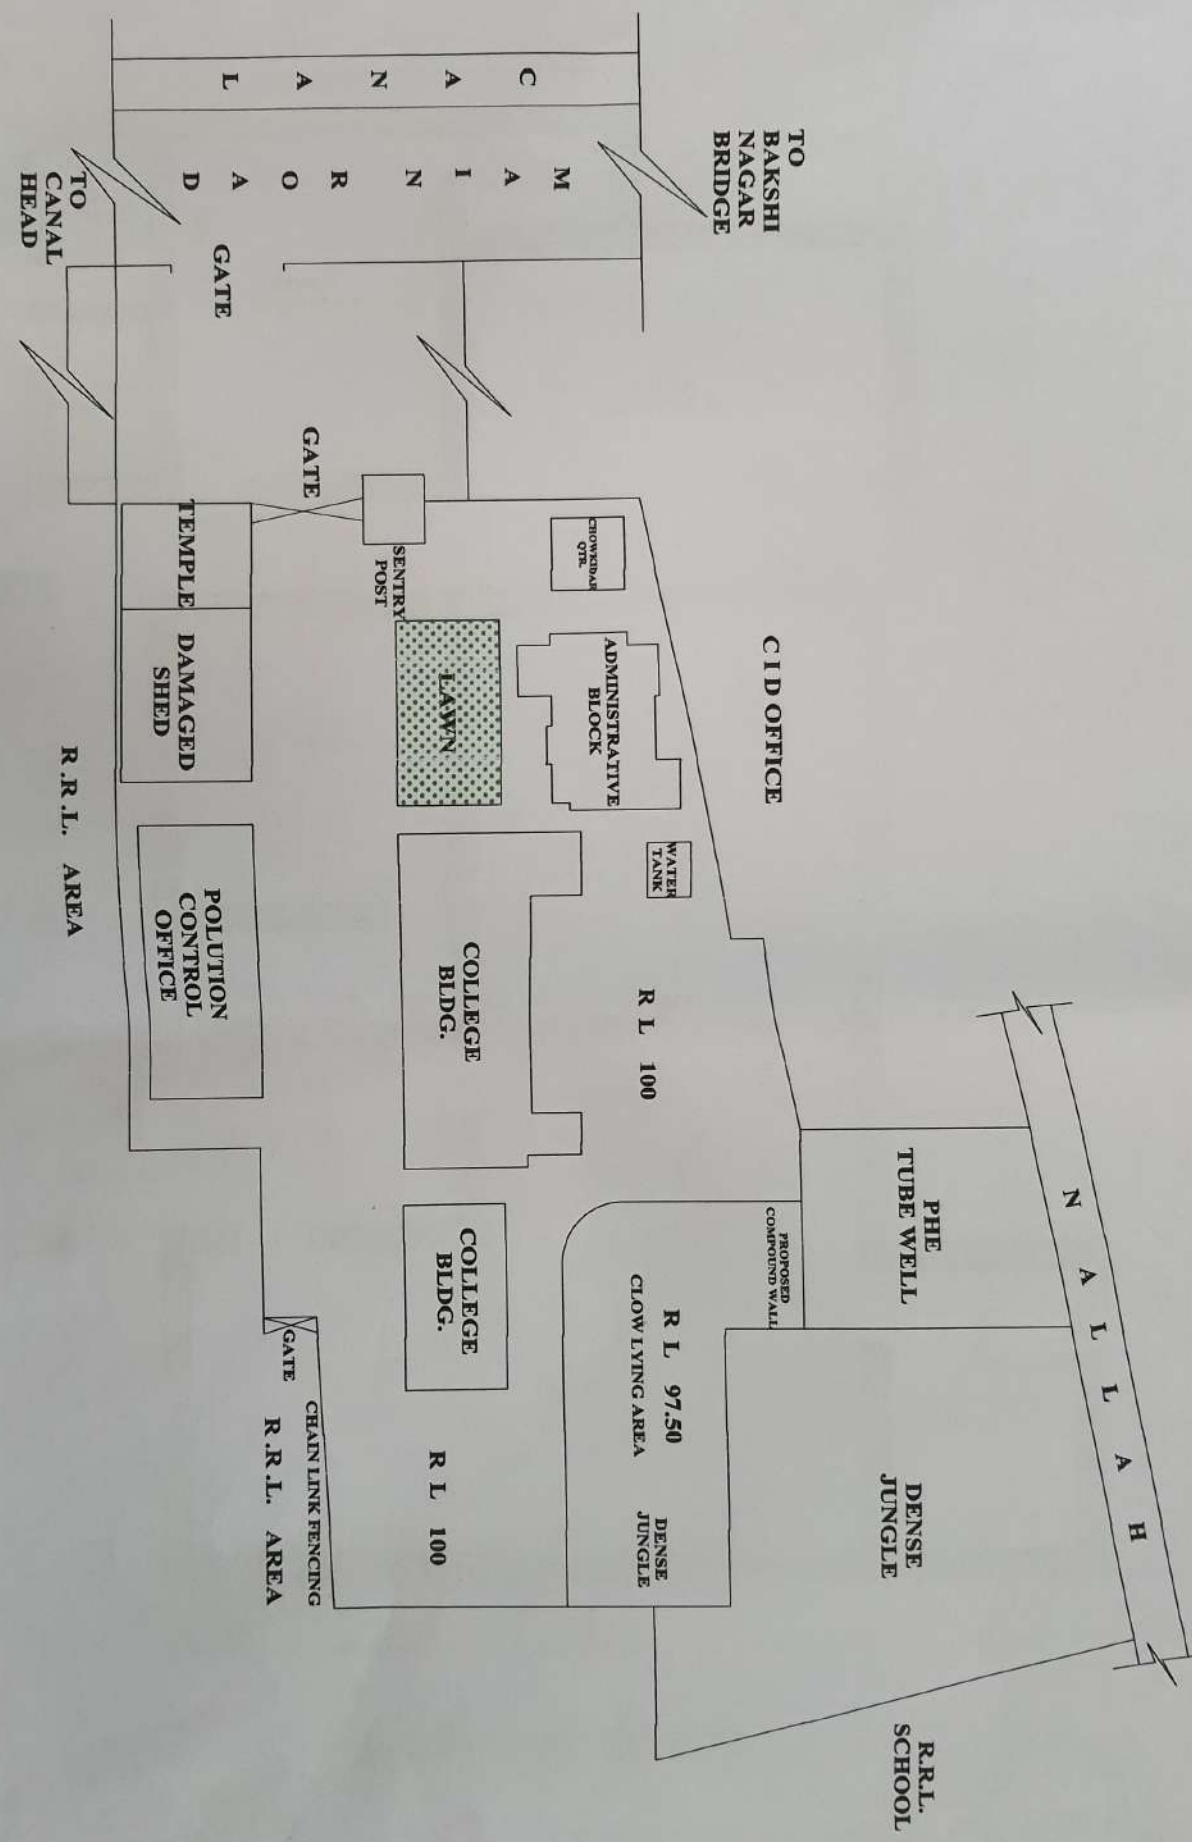 N A L L A H
R.R.L.
SCHOOL
PHE
TUBE WELL
DENSE
JUNGLE
TO
BAKSHI
NAGAR
BRIDGE
C I D OFFICE
PROPOSED
COMPOUND WALL
R L 97.50
CLOW LYING AREA
DENSE
JUNGLE
WATER
TANK
R L 100
CHOWKIDAR
QTR.
ADMINISTRATIVE
BLOCK
C A N A L
M A I N R O A D
LAWN
COLLEGE
BLDG.
COLLEGE
BLDG.
R L 100
SENTRY
POST
GATE
GATE
CHAIN LINK FENCING
GATE
R.R.L. AREA
TEMPLE
DAMAGED
SHED
POLUTION
CONTROL
OFFICE
R.R.L. AREA
TO
CANAL
HEAD